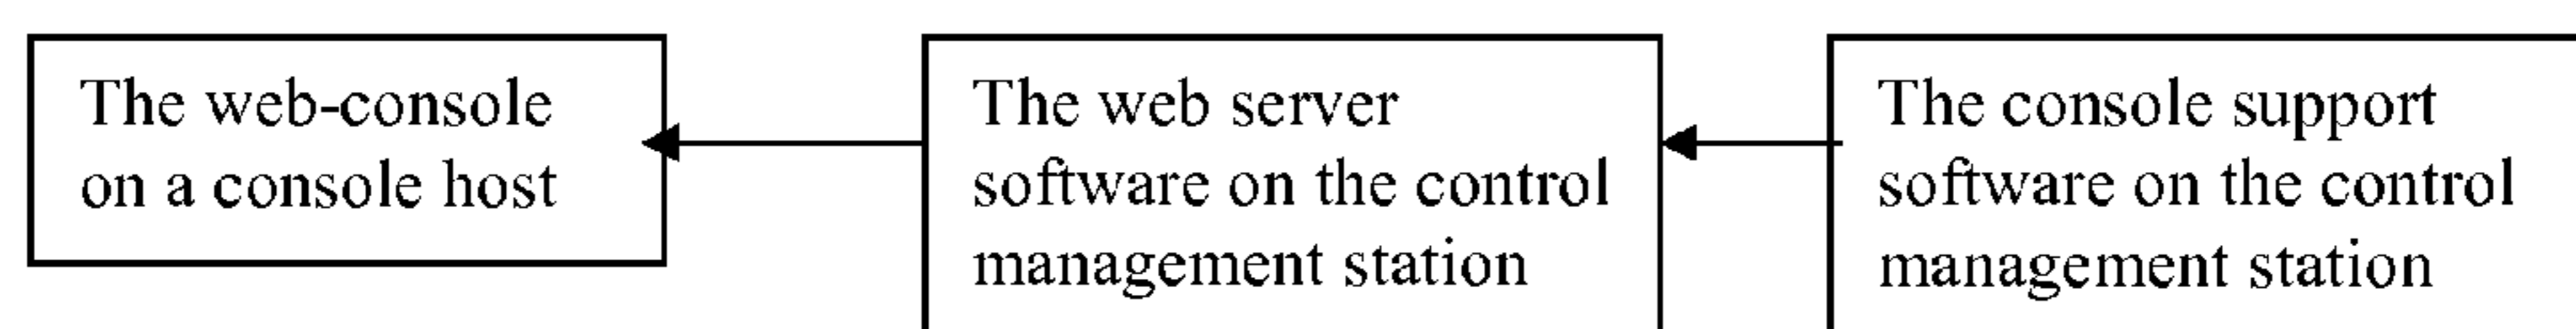 The web-console
on a console host
The web server
software on the control
management station
The console support
software on the control
management station